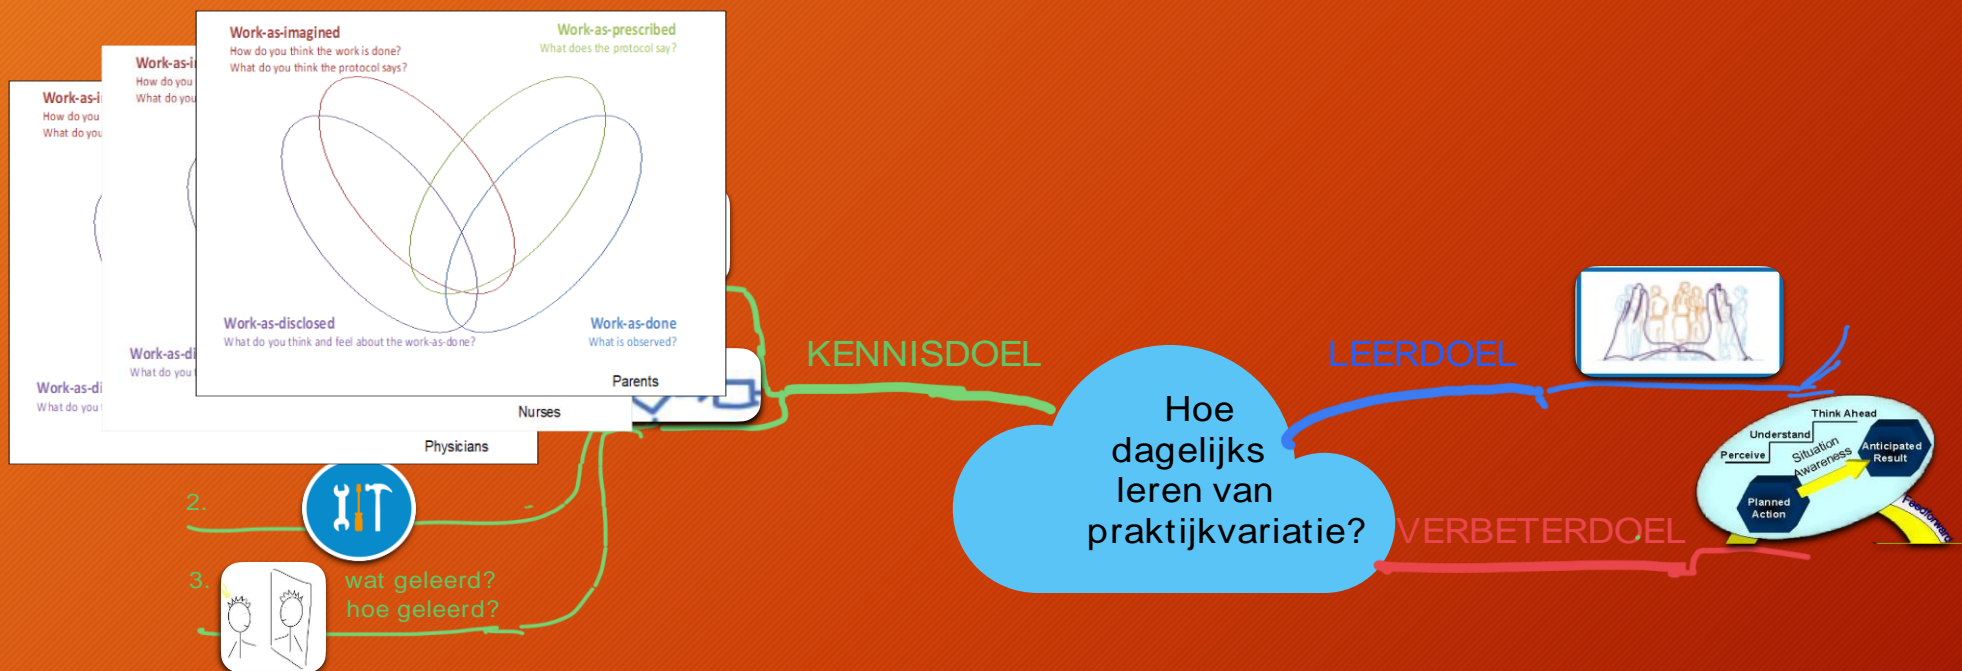 Work-as-imagined
How do you think the work is done?
What do you think the protocol says?
Work-as-prescribed
What does the protocol say?
Work-as-disclosed
What do you think and feel about the work-as-done?
Work-as-done
What is observed?
Parents
Work-as-i
How do you
What do you
Work-as-di
What do you
Nurses
Work-as-i
How do you
What do you
Work-as-di
What do you
Physicians
2.
3.
wat geleerd?
hoe geleerd?
KENNISDOEL
Hoe
dagelijks
leren van
praktijkvariatie?
LEERDOEL
VERBETERDOEL
Think Ahead
Understand
Perceive
Situation
Awareness
Anticipated
Result
Planned
Action
Feedforward